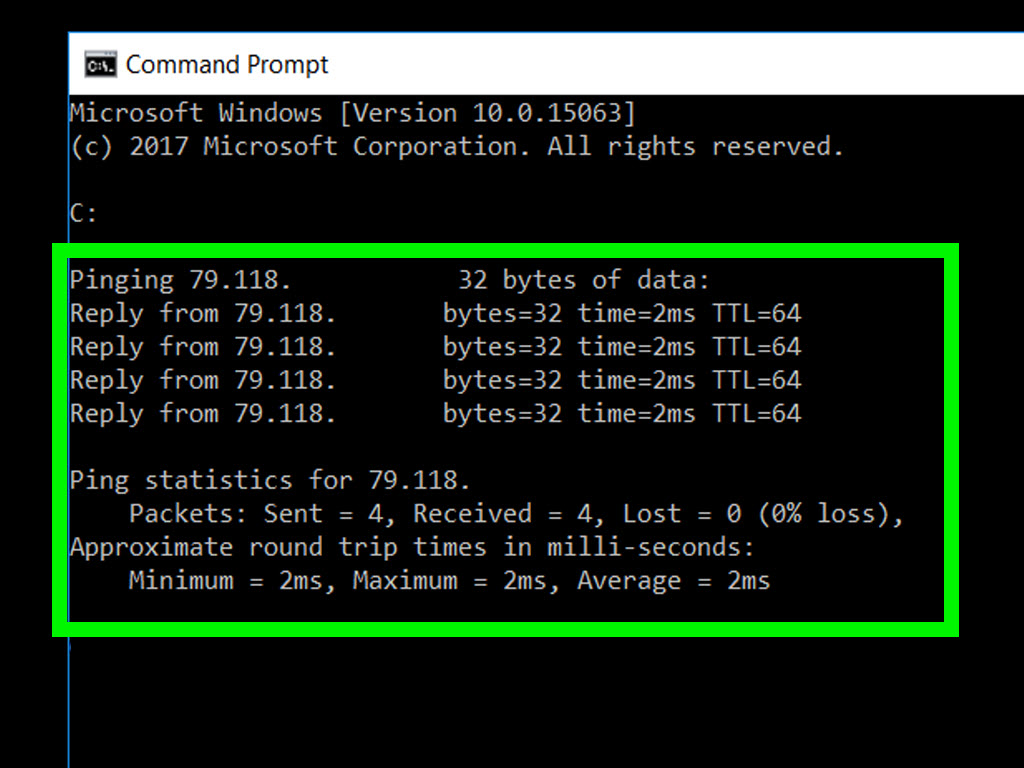 Command Prompt
Microsoft Windows [Version 10.0.15063]
(c) 2017 Microsoft Corporation. All rights reserved.
C:
Pinging 79.118. 32 bytes of data:
Reply from 79.118. bytes=32 time=2ms TTL=64
Reply from 79.118. bytes=32 time=2ms TTL=64
Reply from 79.118. bytes=32 time=2ms TTL=64
Reply from 79.118. bytes=32 time=2ms TTL=64
Ping statistics for 79.118.
Packets: Sent = 4, Received = 4, Lost = 0 (0% loss),
Approximate round trip times in milli-seconds:
Minimum = 2ms, Maximum = 2ms, Average = 2ms